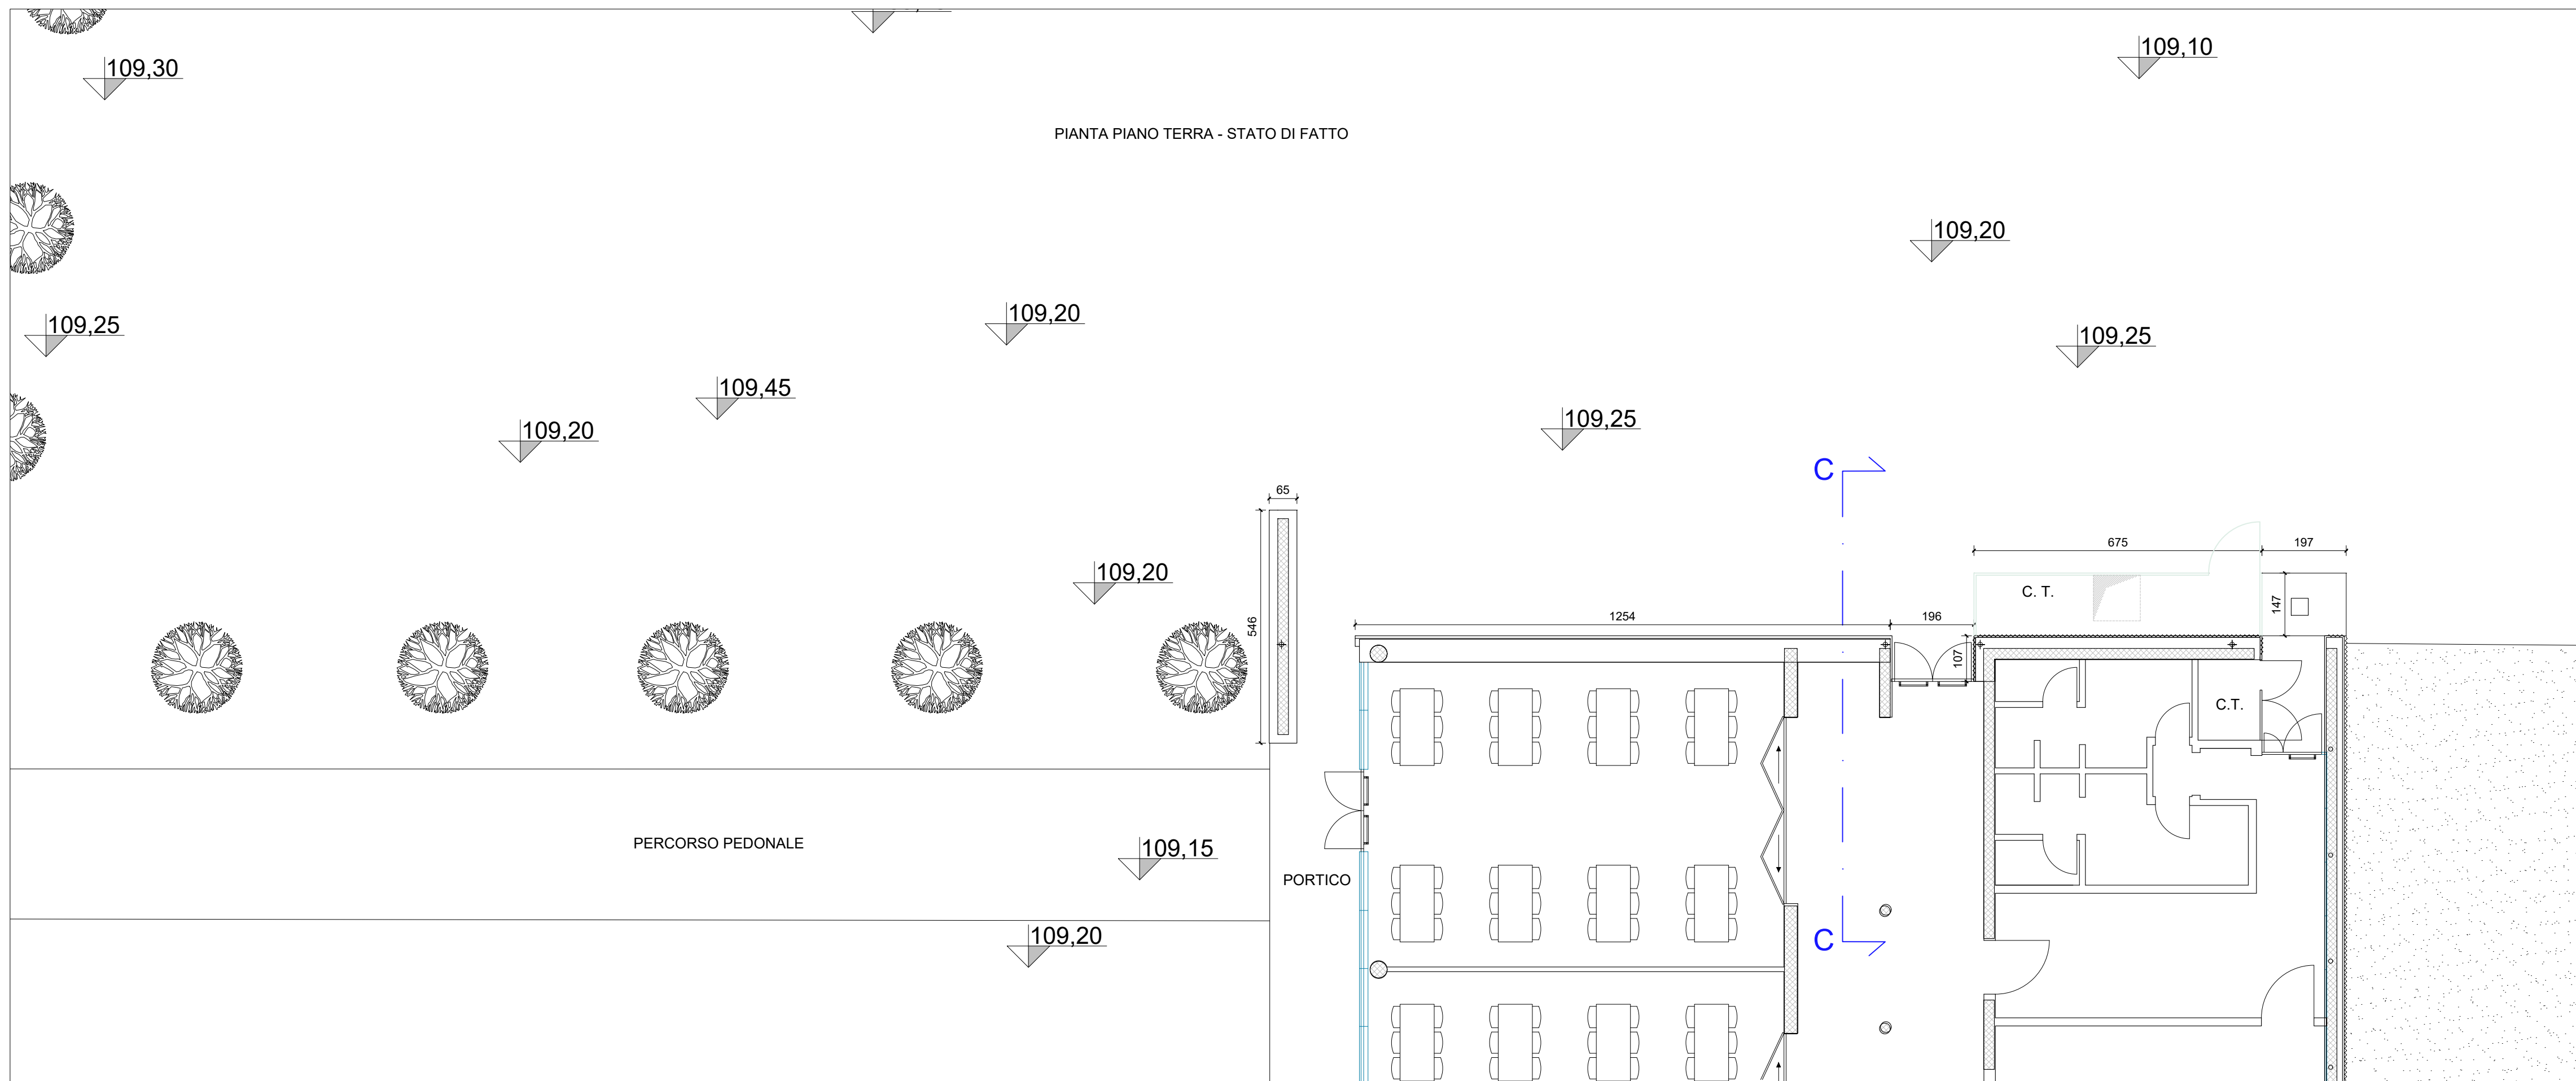 109,30
109,10
PIANTA PIANO TERRA - STATO DI FATTO
109,20
109,20
109,25
109,25
109,45
109,20
109,25
C
65
675
197
109,20
C. T.
147
546
1254
196
107
C.T.
PERCORSO PEDONALE
109,15
PORTICO
109,20
C